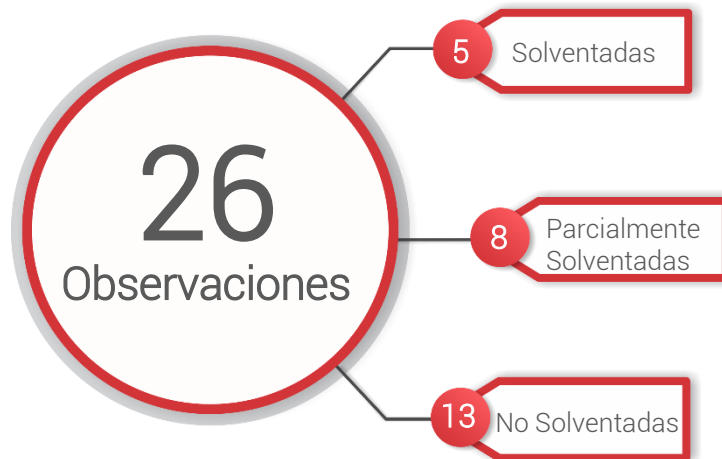 26
Observaciones
5
Solventadas
8
Parcialmente
Solventadas
13
No Solventadas